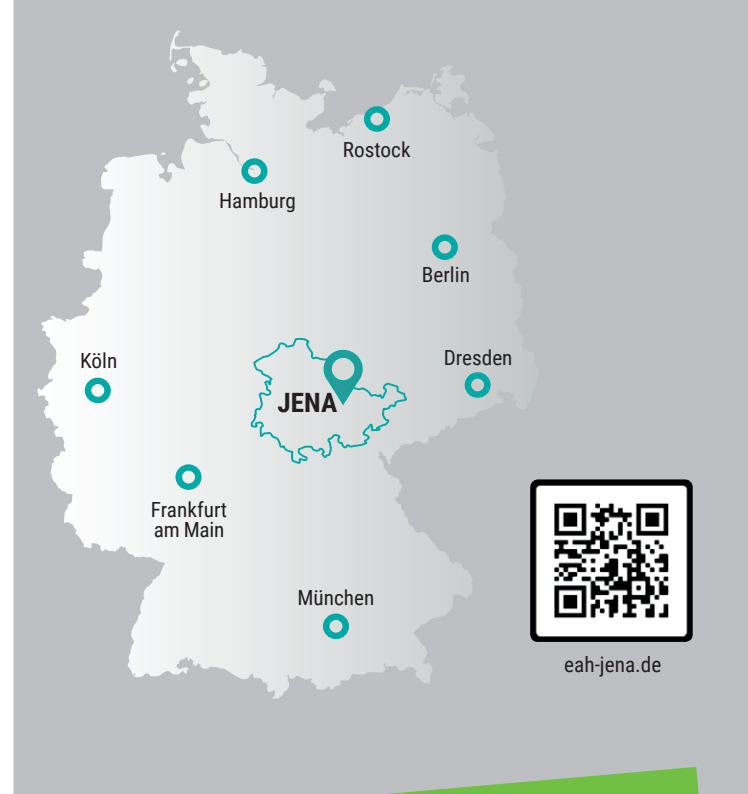 Rostock
Hamburg
Berlin
Köln
Dresden
JENA
Frankfurt
am Main
München
eah-jena.de